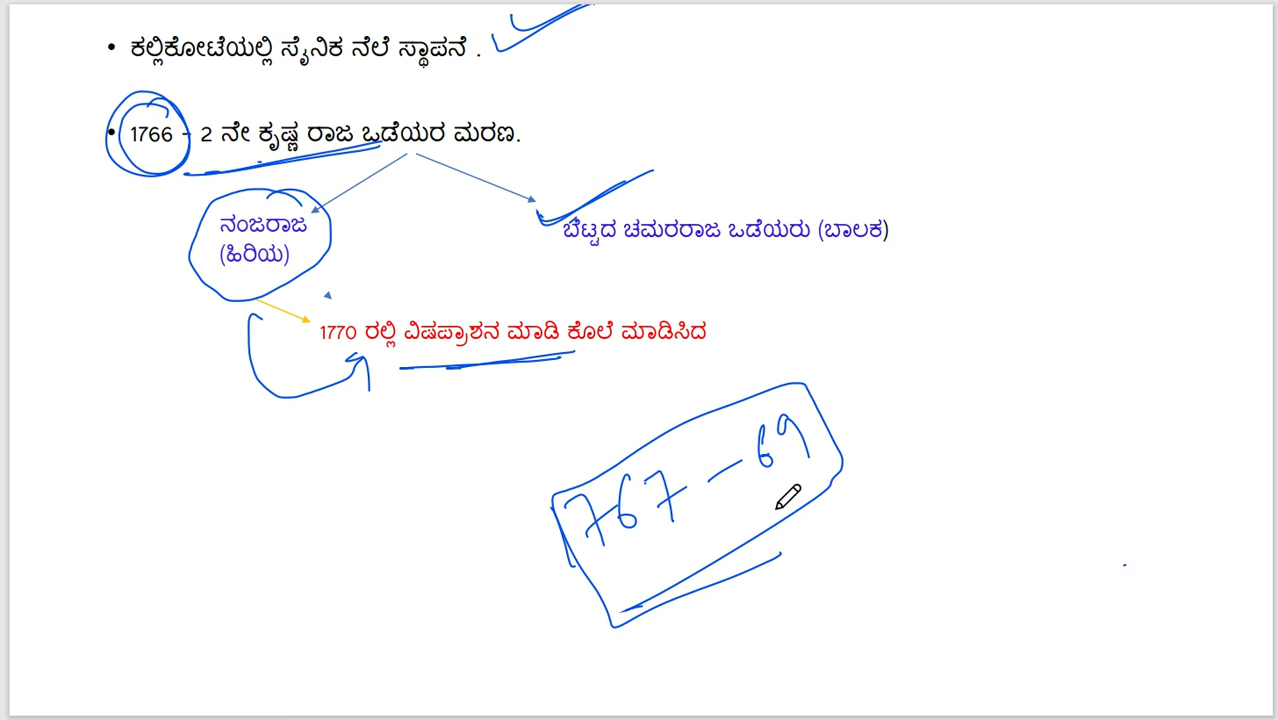 • ಕಲ್ಲಿಕೋಟೆಯಲ್ಲಿ ಸೈನಿಕ ನೆಲೆ ಸ್ಥಾಪನೆ .
• 1766 - 2 ನೇ ಕೃಷ್ಣ ರಾಜ ಒಡೆಯರ ಮರಣ.
ನಂಜರಾಜ
(ಹಿರಿಯ)
ಬೆಟ್ಟದ ಚಮರರಾಜ ಒಡೆಯರು (ಬಾಲಕ)
1770 ರಲ್ಲಿ ವಿಷಪ್ರಾಶನ ಮಾಡಿ ಕೊಲೆ ಮಾಡಿಸಿದ
767-69